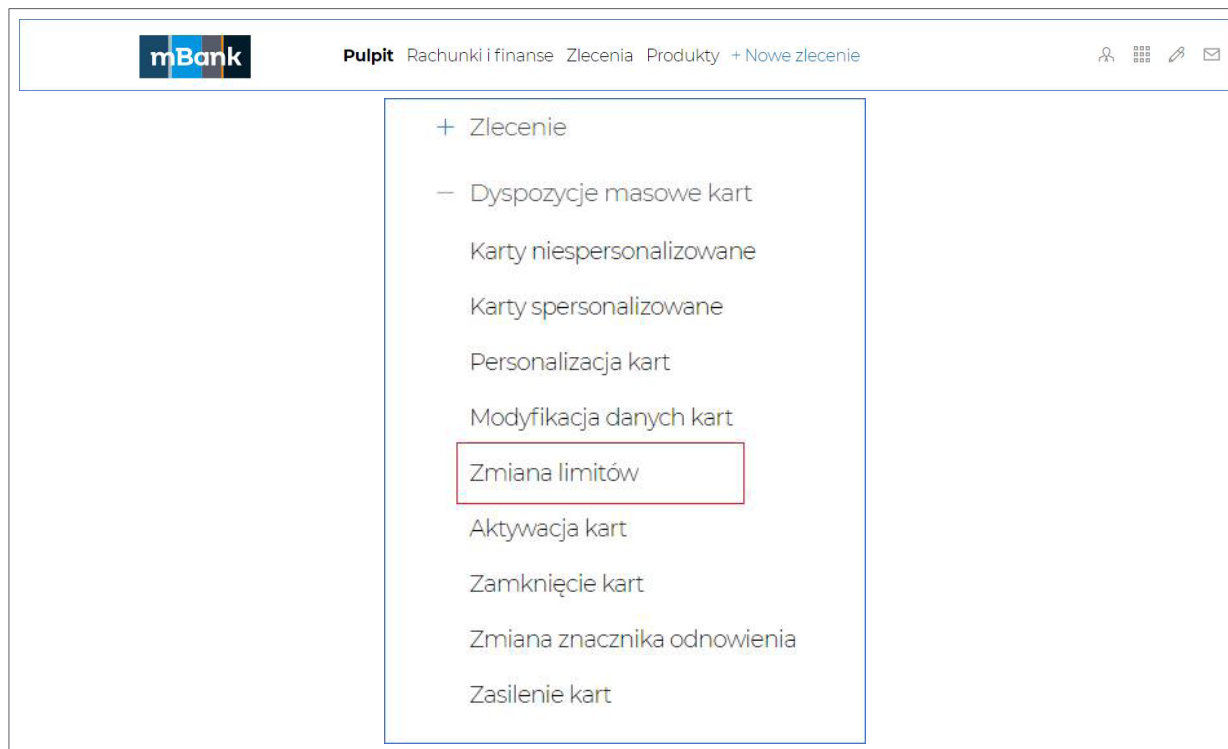 mBank
Pulpit Rachunki i finanse Zlecenia Produkty + Nowe zlecenie
+ Zlecenie
− Dyspozycje masowe kart
Karty niespersonalizowane
Karty spersonalizowane
Personalizacja kart
Modyfikacja danych kart
Zmiana limitów
Aktywacja kart
Zamknięcie kart
Zmiana znacznika odnowienia
Zasilenie kart